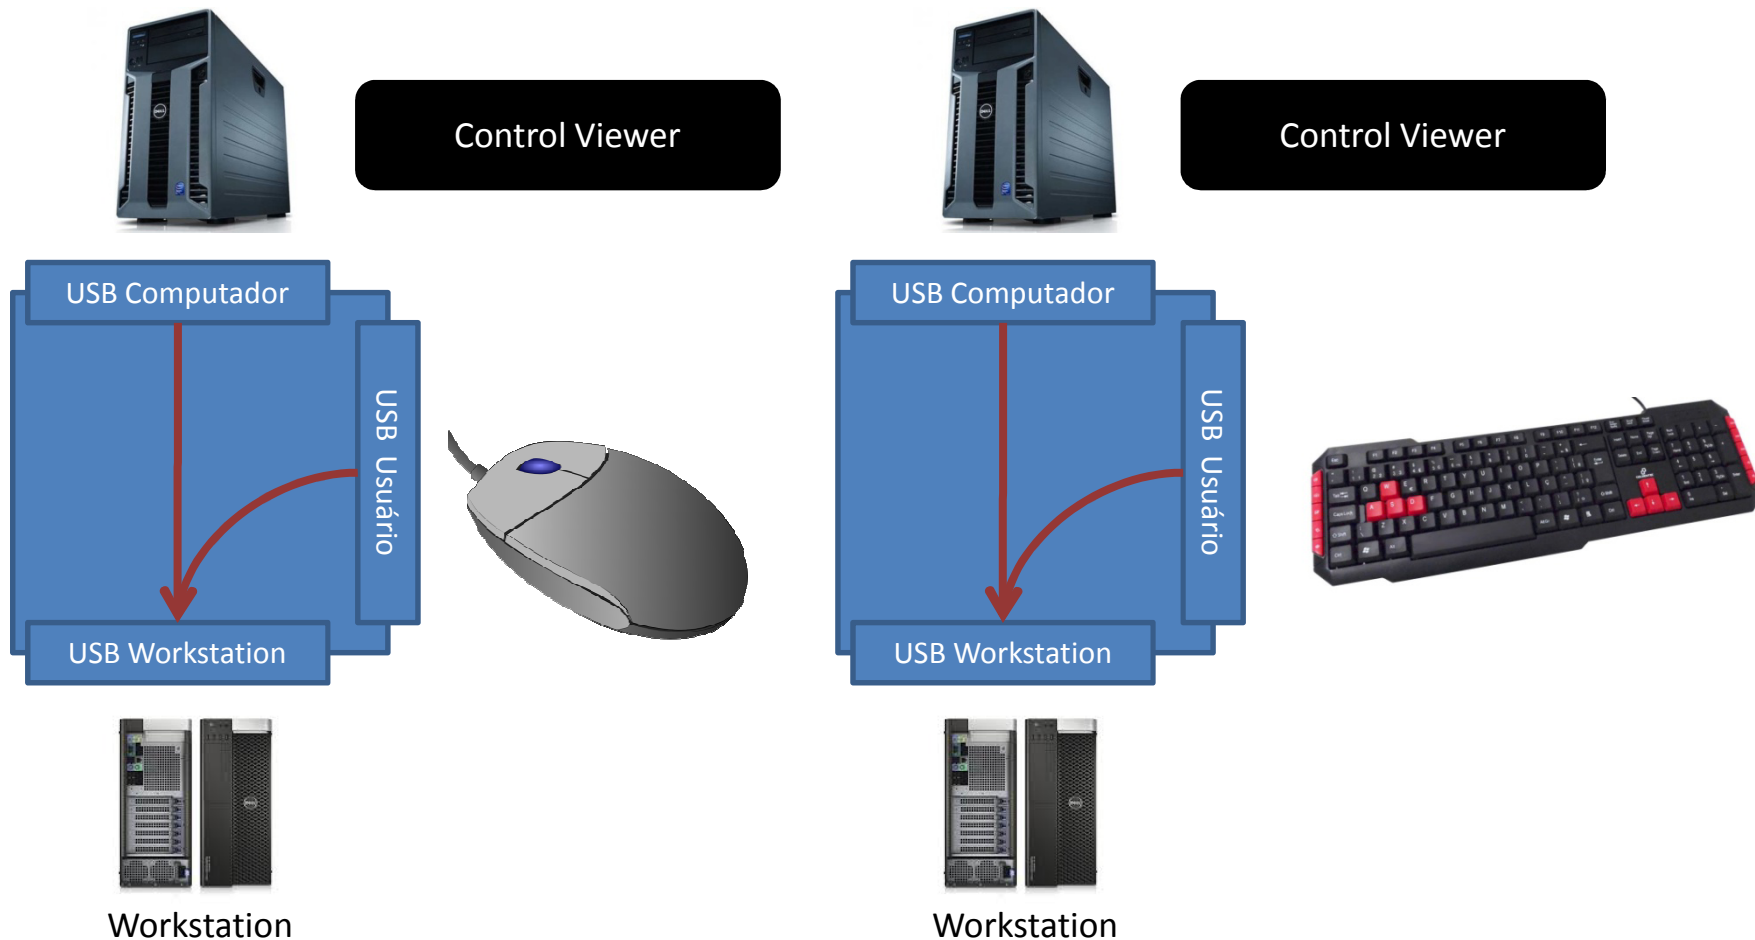 Control Viewer
USB Computador
USB Usuário
USB Workstation
Workstation
Control Viewer
USB Computador
USB Usuário
USB Workstation
Workstation